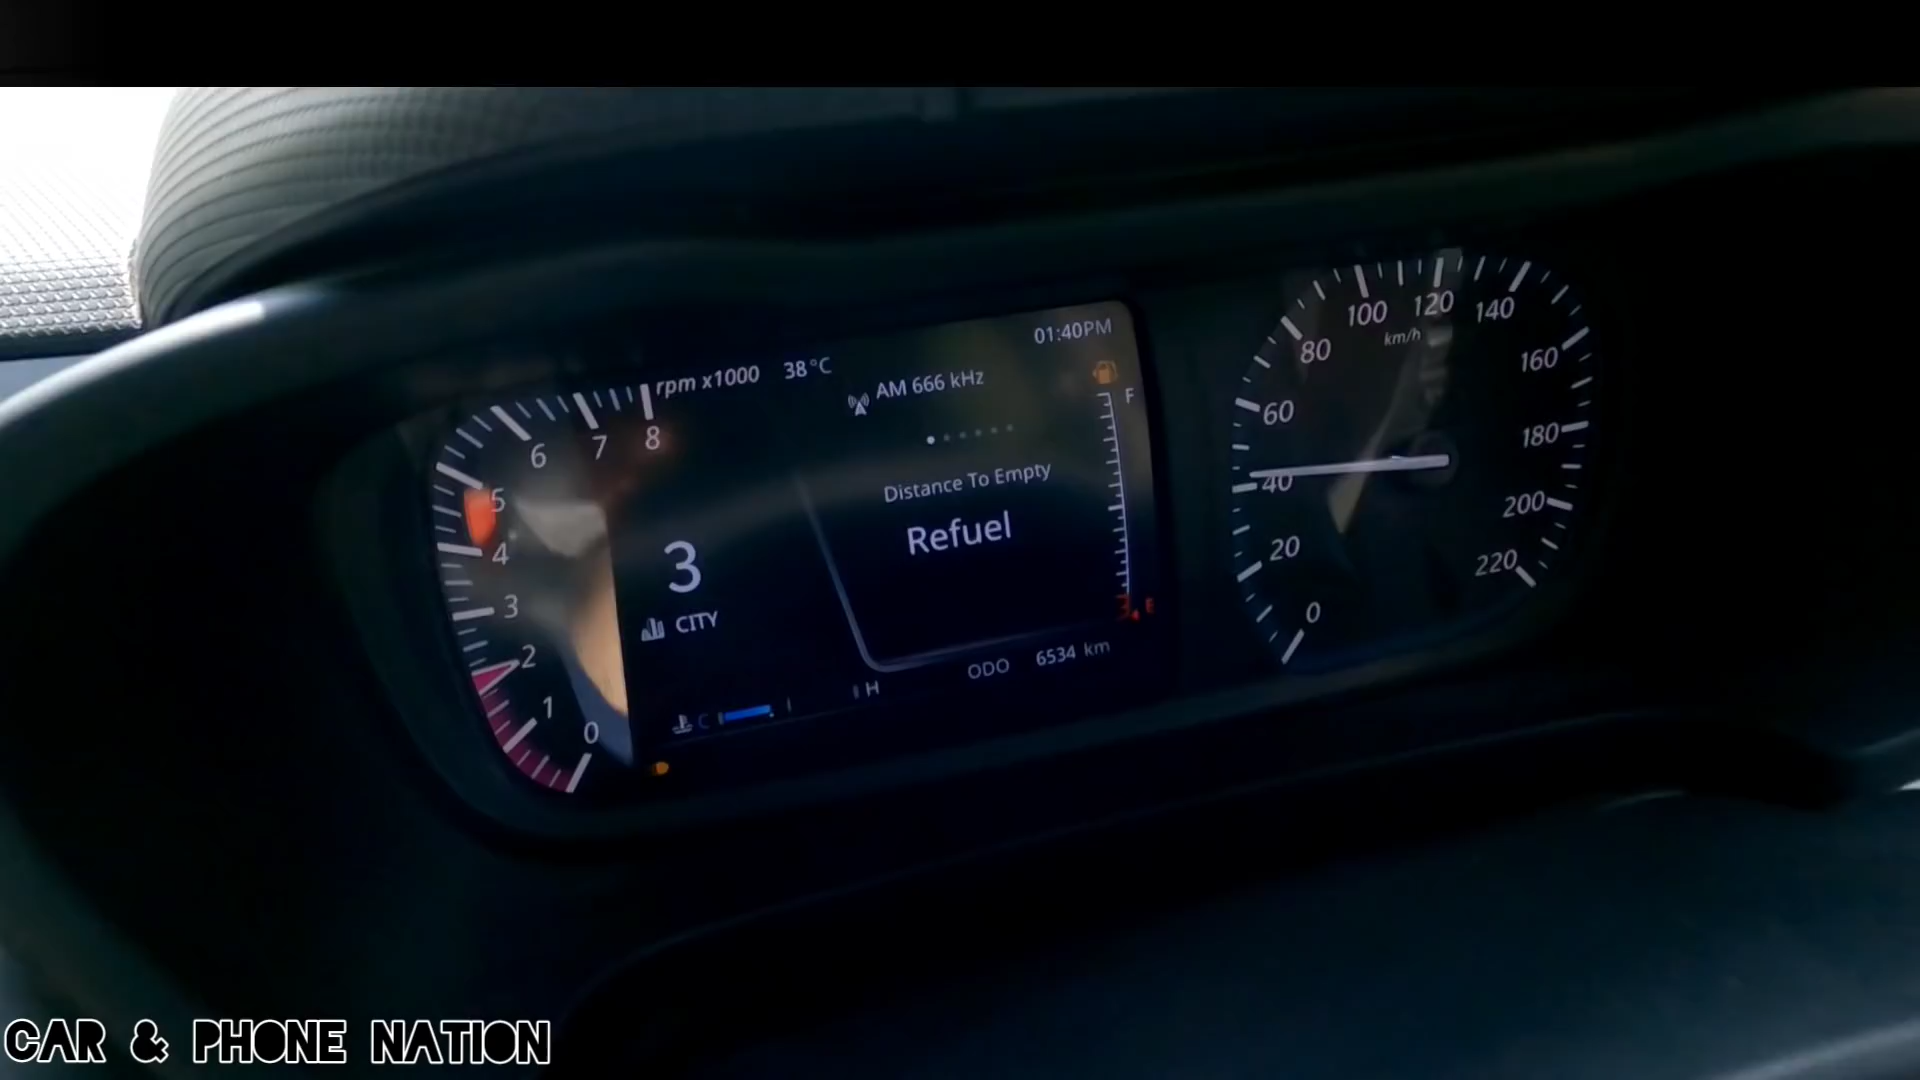 01:40PM
rpm x1000 38°C
AM 666 kHz
F
8
7
6
5
4
3
2
1
0
Distance To Empty
Refuel
3
CITY
E
ODO 6534 km
C H
0
20
40
60
80
100
120
140
160
180
200
220
km/h
CAR & PHONE NATION